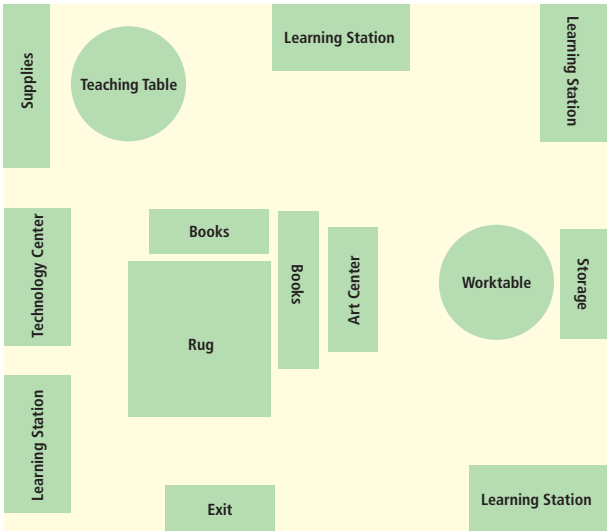 Supplies
Teaching Table
Learning Station
Learning Station
Technology Center
Books
Books
Art Center
Worktable
Storage
Rug
Learning Station
Exit
Learning Station